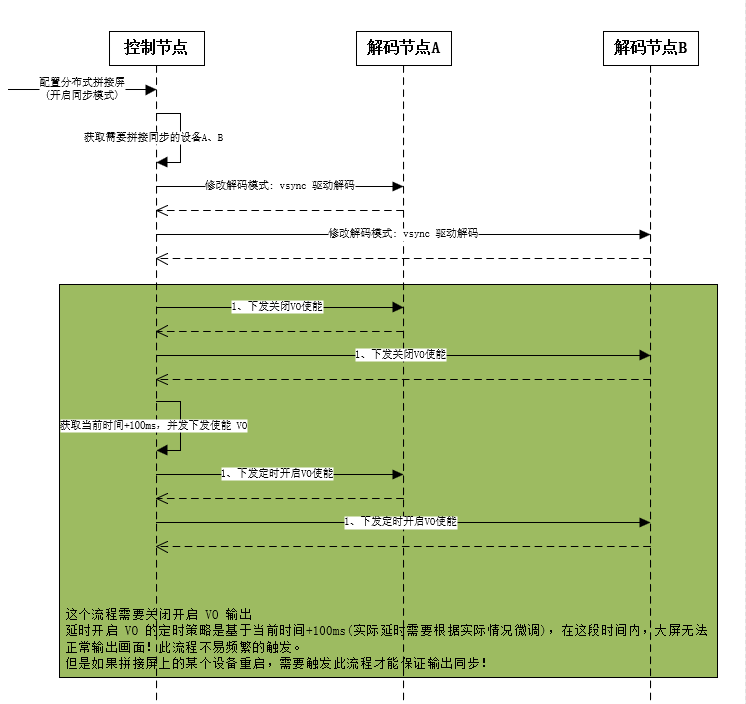 控制节点
解码节点A
解码节点B
配置分布式拼接屏
(开启同步模式)
获取需要拼接同步的设备A、B
修改解码模式: vsync 驱动解码
修改解码模式: vsync 驱动解码
1、下发关闭VO使能
1、下发关闭VO使能
获取当前时间+100ms，并发下发使能 VO
1、下发定时开启VO使能
1、下发定时开启VO使能
这个流程需要关闭开启 VO 输出
延时开启 VO 的定时策略是基于当前时间+100ms(实际延时需要根据实际情况微调)，在这段时间内，大屏无法
正常输出画面！此流程不易频繁的触发。
但是如果拼接屏上的某个设备重启，需要触发此流程才能保证输出同步！